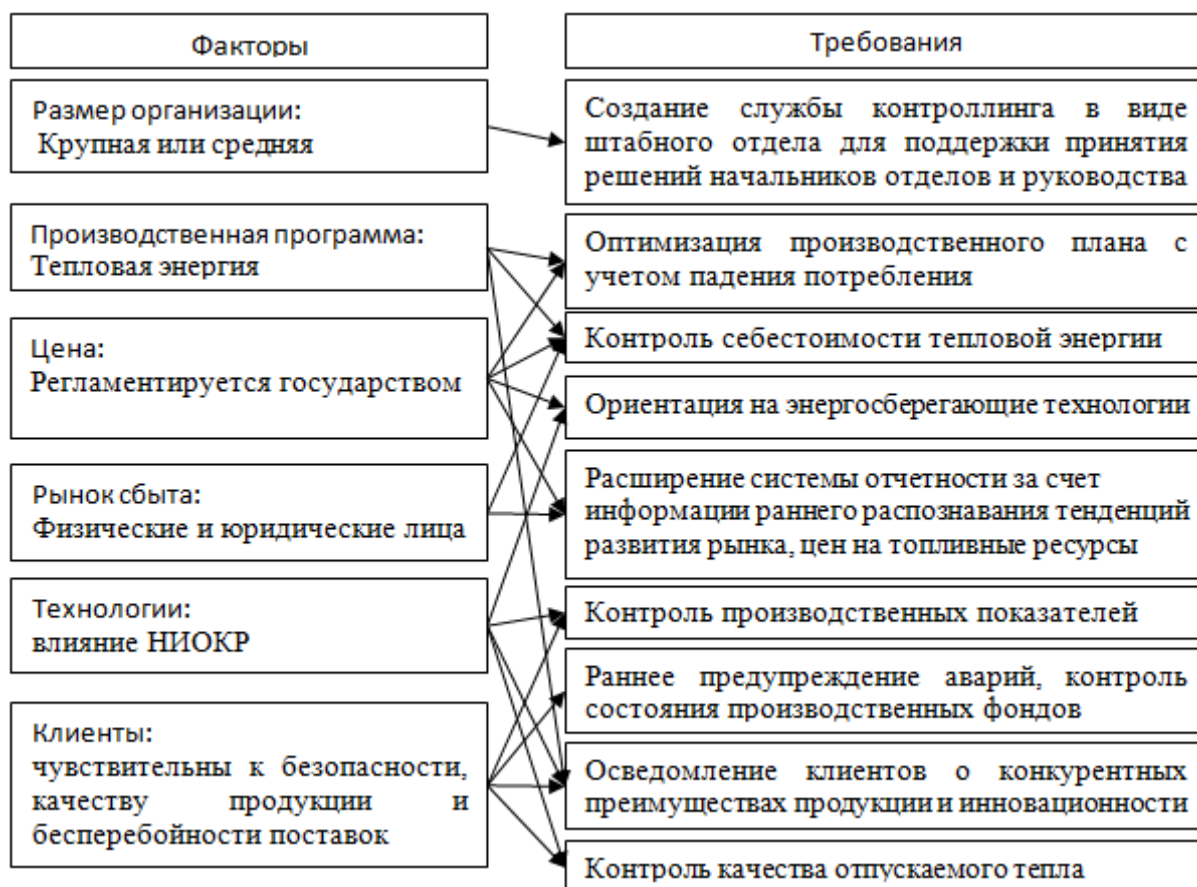 Факторы
Размер организации:
Крупная или средняя
Производственная программа:
Тепловая энергия
Цена:
Регламентируется государством
Рынок сбыта:
Физические и юридические лица
Технологии:
влияние НИОКР
Клиенты:
чувствительны к безопасности,
качеству продукции и
бесперебойности поставок
Требования
Создание службы контроллинга в виде
штабного отдела для поддержки принятия
решений начальников отделов и руководства
Оптимизация производственного плана с
учетом падения потребления
Контроль себестоимости тепловой энергии
Ориентация на энергосберегающие технологии
Расширение системы отчетности за счет
информации раннего распознавания тенденций
развития рынка, цен на топливные ресурсы
Контроль производственных показателей
Раннее предупреждение аварий, контроль
состояния производственных фондов
Осведомление клиентов о конкурентных
преимуществах продукции и инновационности
Контроль качества отпускаемого тепла